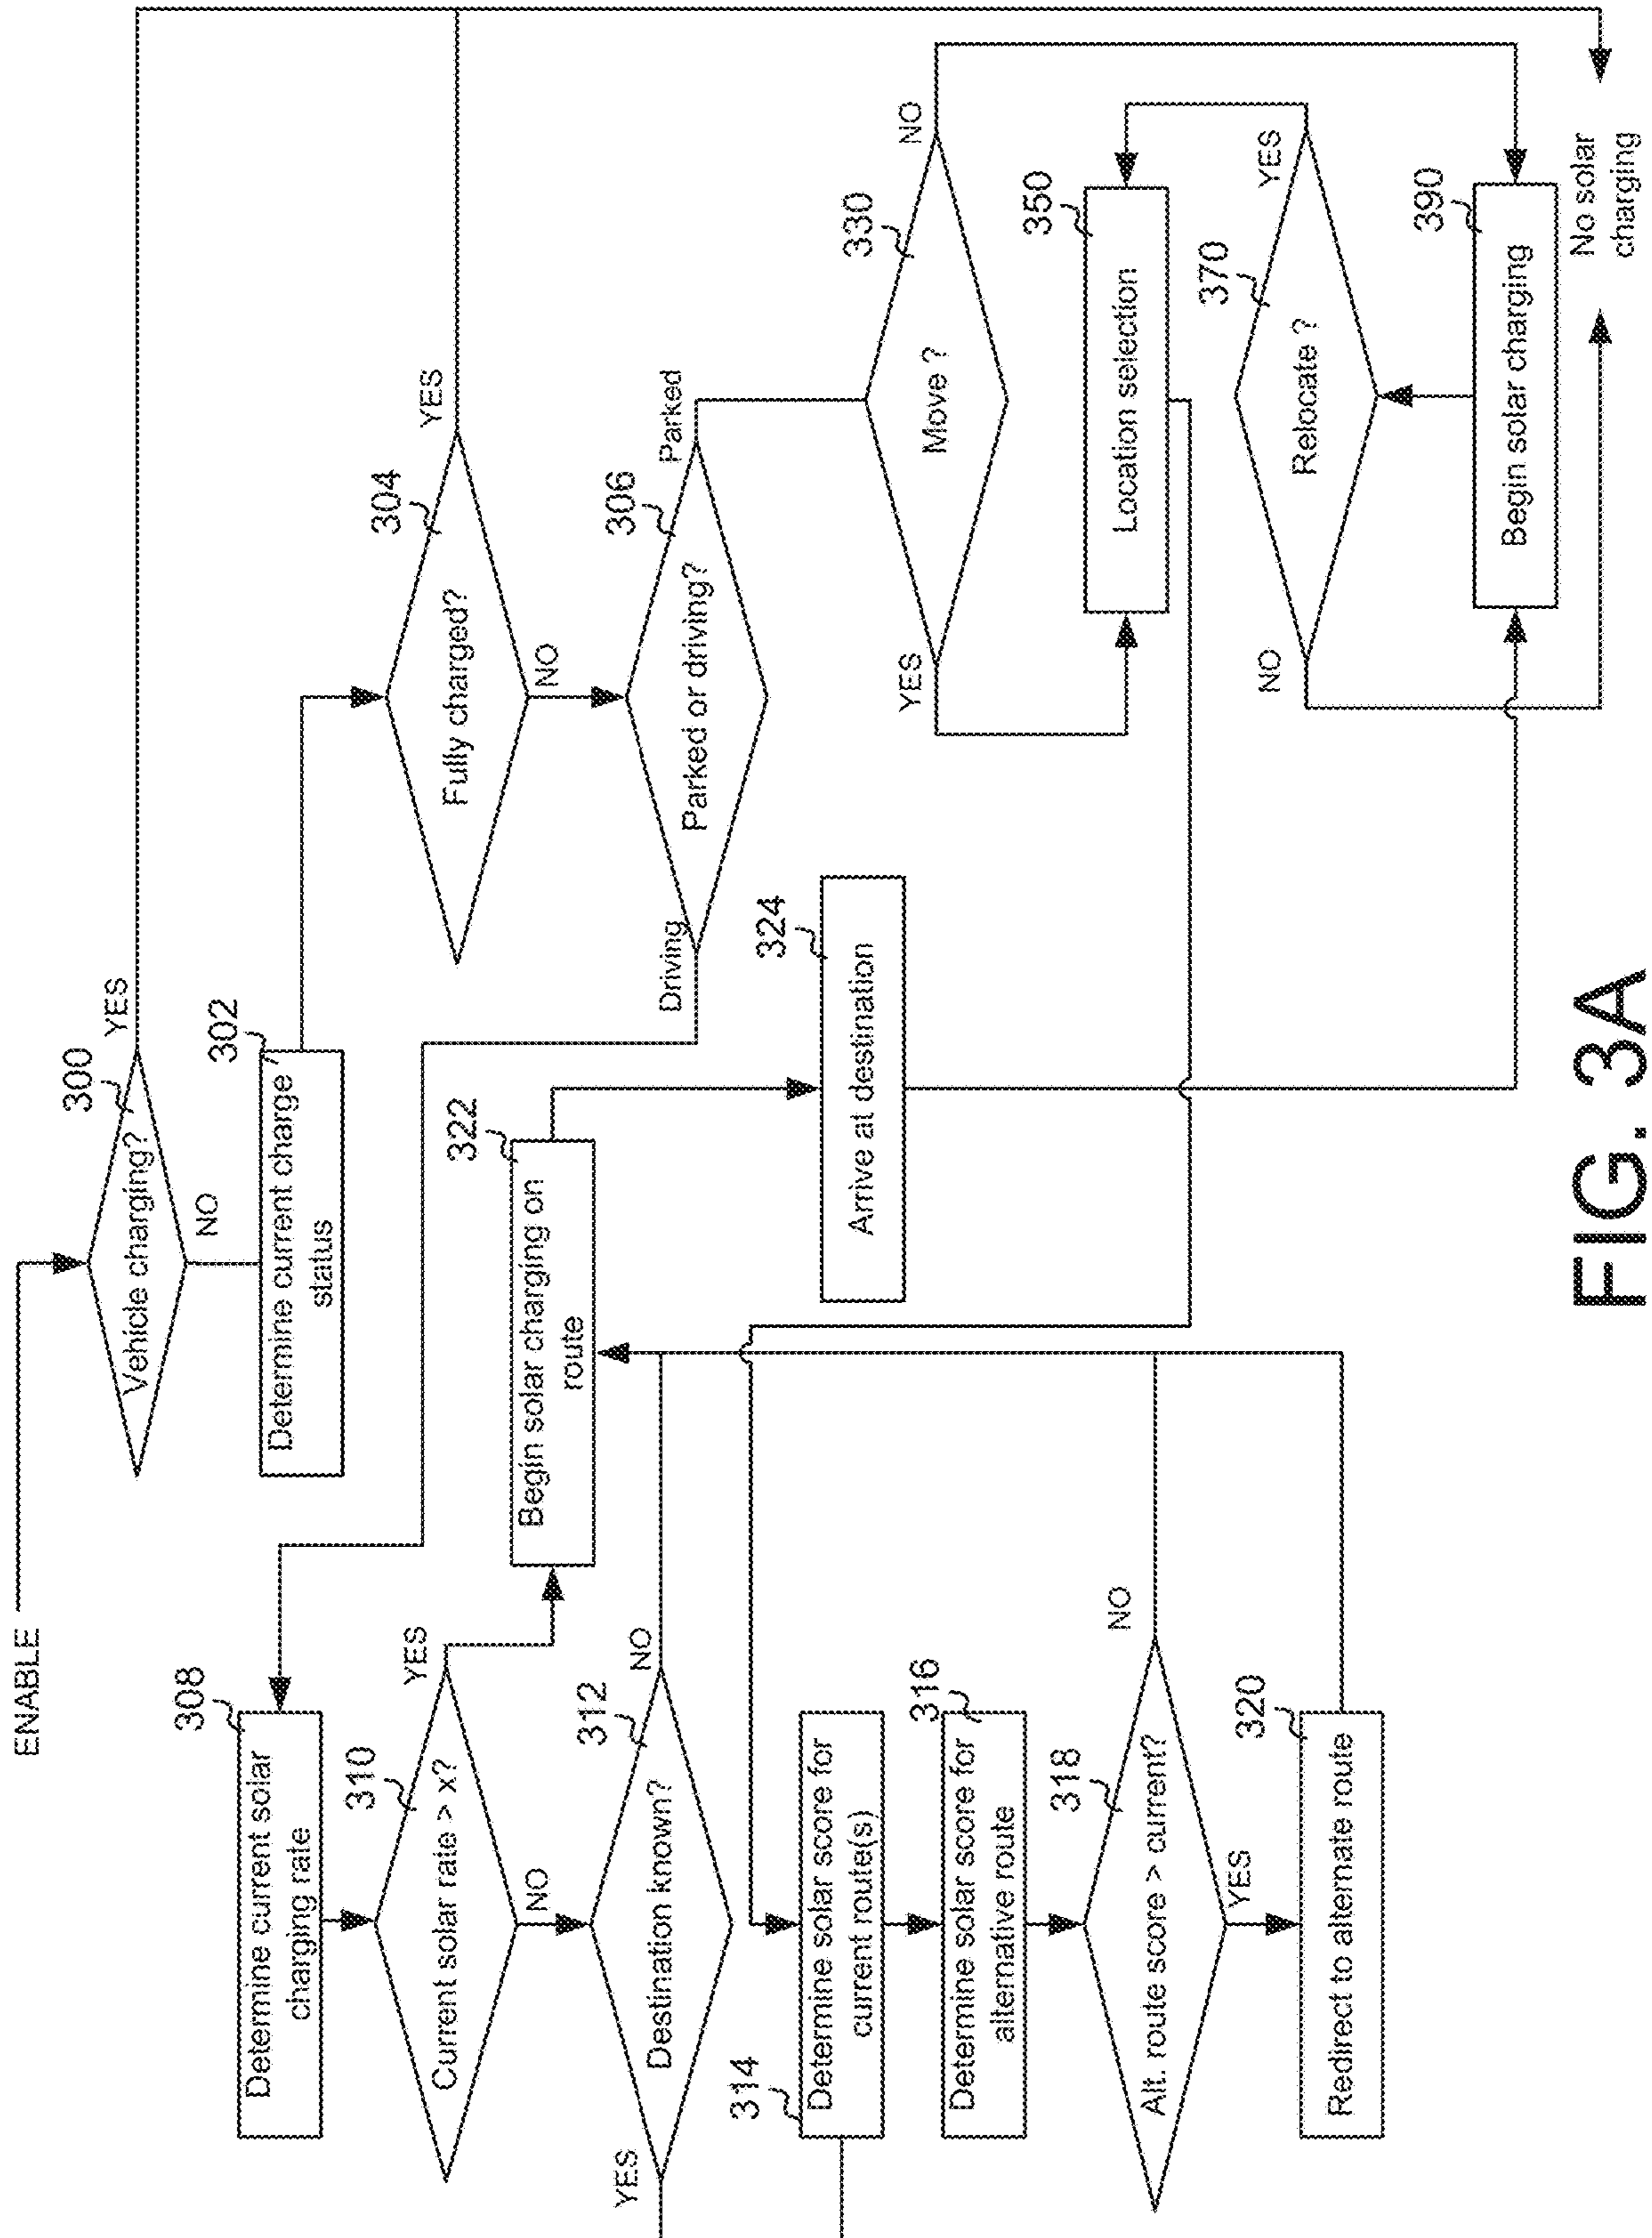 ENABLE
300
Vehicle charging?
YES
NO
302
Determine current charge
status
304
Fully charged?
YES
NO
306
Parked or driving?
Driving
Parked
308
Determine current solar
charging rate
310
Current solar rate > x?
YES
NO
312
Destination known?
YES
NO
314
Determine solar score for
current route(s)
316
Determine solar score for
alternative route
318
Alt. route score > current?
NO
YES
320
Redirect to alternate route
322
Begin solar charging on
route
324
Arrive at destination
330
Move ?
YES
NO
350
Location selection
370
Relocate ?
NO
YES
390
Begin solar charging
No solar
charging
FIG. 3A